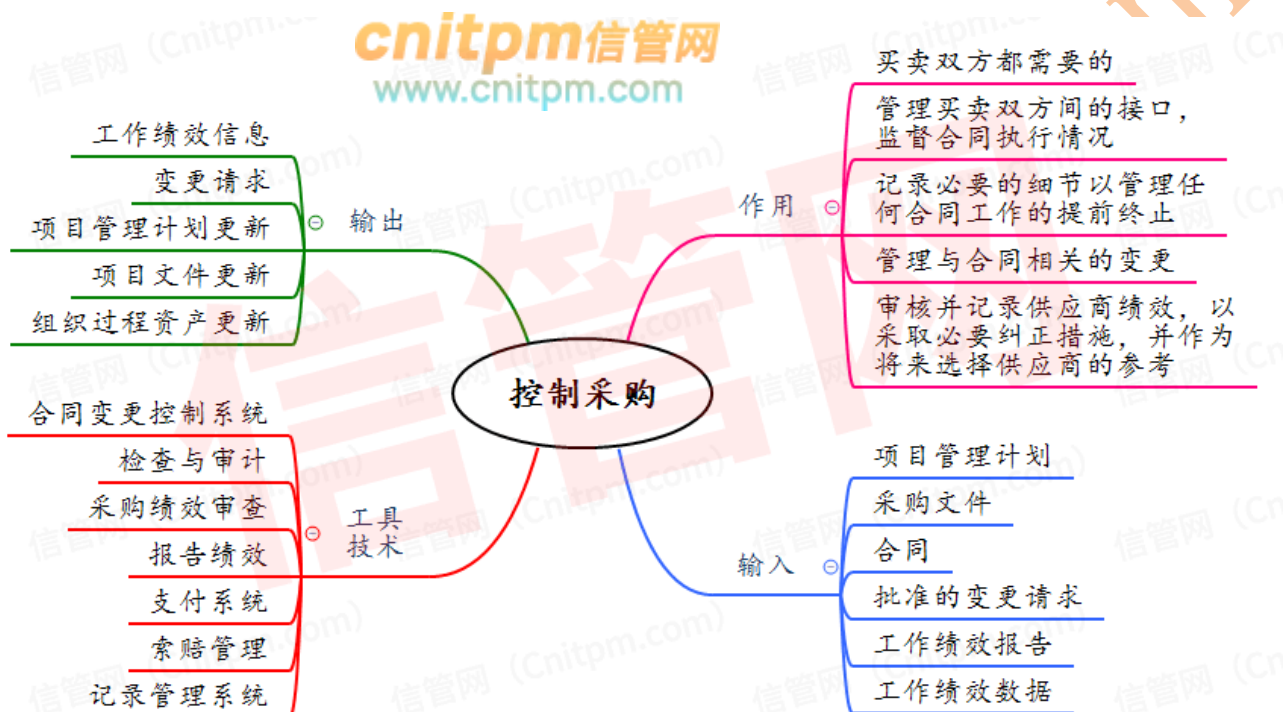 cnitpm信管网
www.cnitpm.com
工作绩效信息
变更请求
项目管理计划更新
项目文件更新
组织过程资产更新
输出
作用
买卖双方都需要的
管理买卖双方间的接口，
监督合同执行情况
记录必要的细节以管理任
何合同工作的提前终止
管理与合同相关的变更
审核并记录供应商绩效，以
采取必要纠正措施，并作为
将来选择供应商的参考
控制采购
合同变更控制系统
检查与审计
采购绩效审查
报告绩效
支付系统
索赔管理
记录管理系统
工具
技术
输入
项目管理计划
采购文件
合同
批准的变更请求
工作绩效报告
工作绩效数据
信管网
信管网（Cnitpm.com）